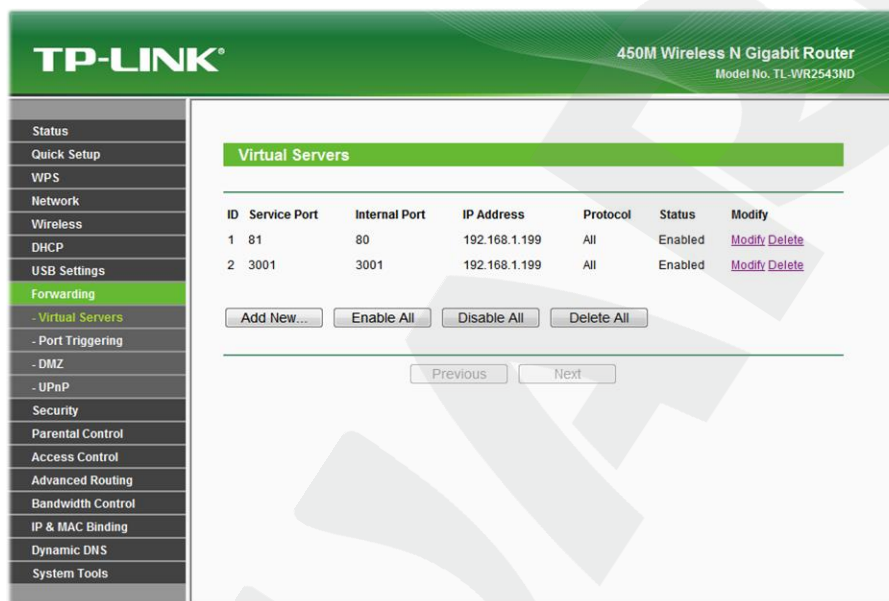 TP-LINK®
450M Wireless N Gigabit Router
Model No. TL-WR2543ND
Status
Quick Setup
WPS
Network
Wireless
DHCP
USB Settings
Forwarding
- Virtual Servers
- Port Triggering
- DMZ
- UPnP
Security
Parental Control
Access Control
Advanced Routing
Bandwidth Control
IP & MAC Binding
Dynamic DNS
System Tools
Virtual Servers
ID Service Port Internal Port IP Address Protocol Status Modify
1 81 80 192.168.1.199 All Enabled Modify Delete
2 3001 3001 192.168.1.199 All Enabled Modify Delete
Add New... Enable All Disable All Delete All
Previous Next